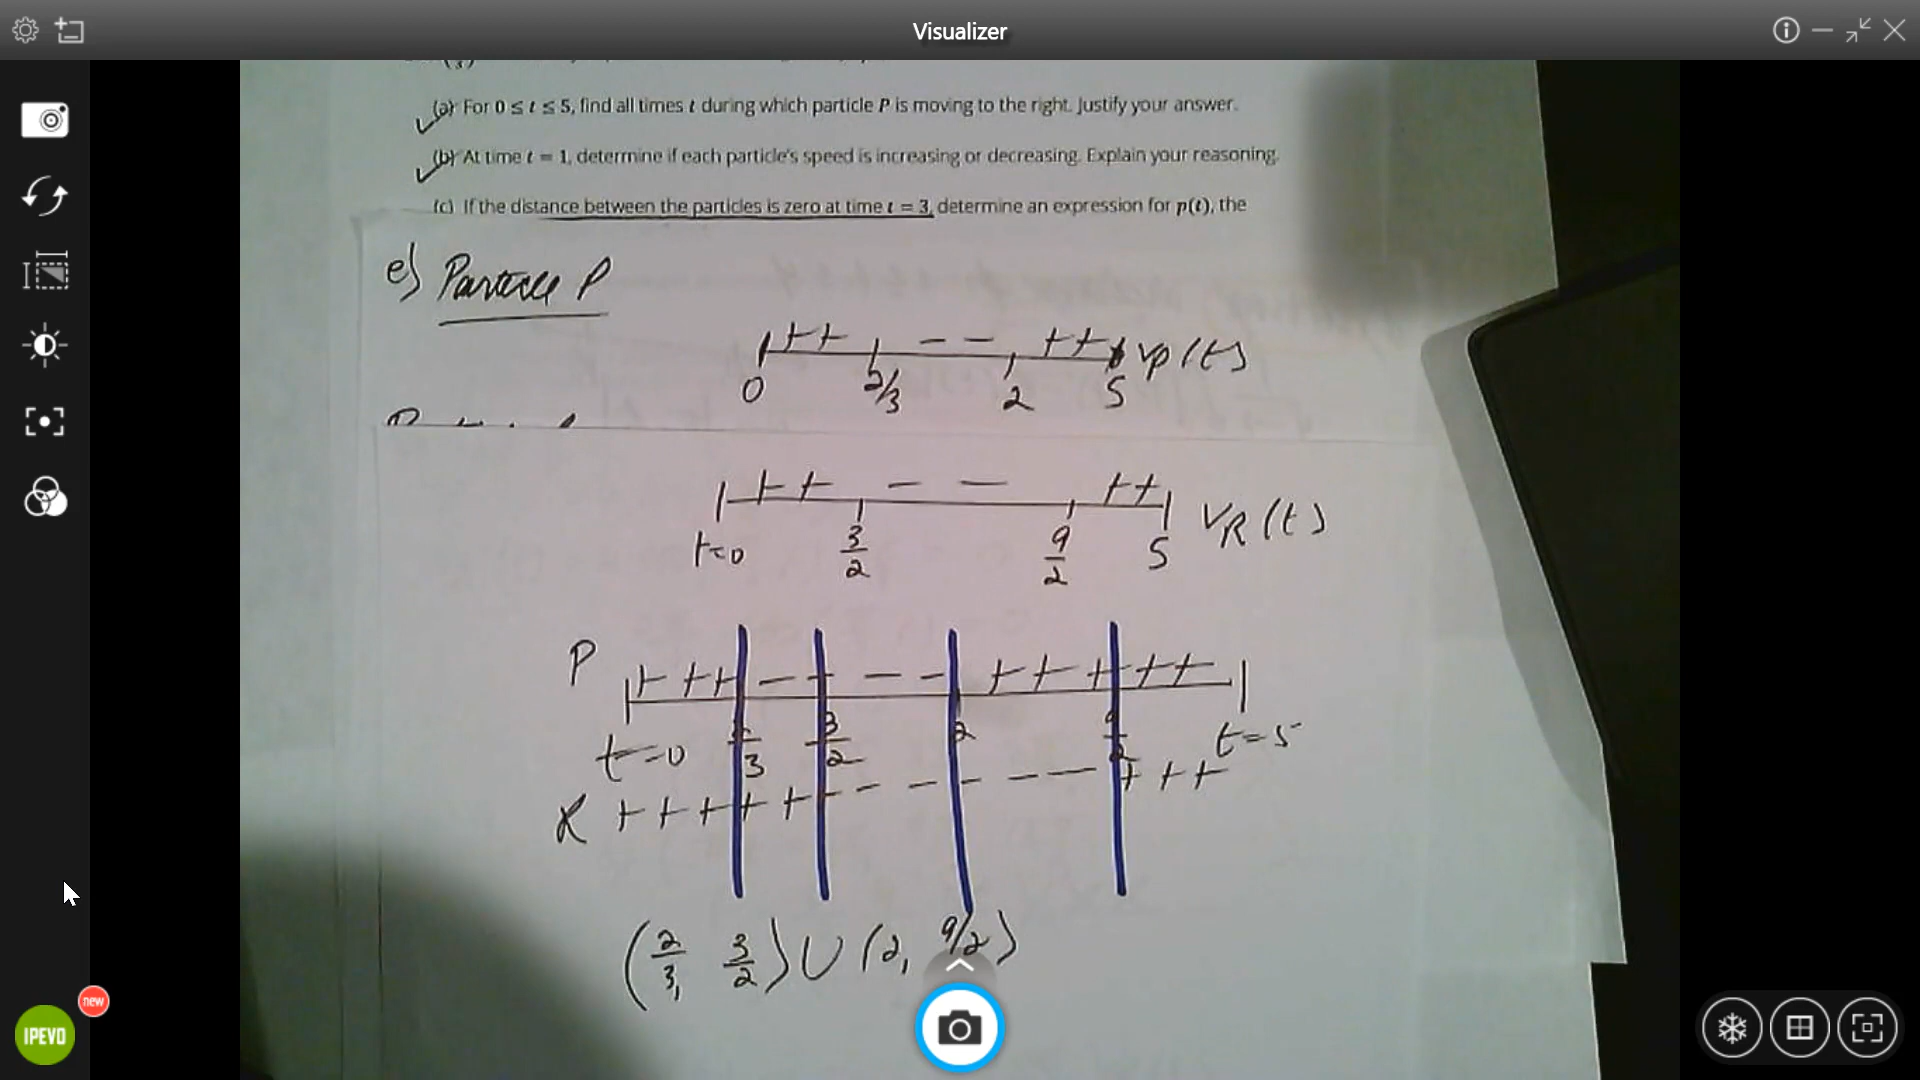 Visualizer
(a) For 0 ≤ t ≤ 5, find all times t during which particle P is moving to the right. Justify your answer.
(b) At time t = 1, determine if each particle's speed is increasing or decreasing. Explain your reasoning.
(c) If the distance between the particles is zero at time t = 3, determine an expression for p(t), the
e) Particle P
++ -- ++ vp(t)
0 2/3 2 5
++ -- ++ VR(t)
t=0 3/2 9/2 5
P +++ -- -- +++++
t=0 2/3 3/2 2 9/2 t=5
R +++++ - - - - - - +++
(2/3, 3/2) ∪ (2, 9/2)
new
IPEVO